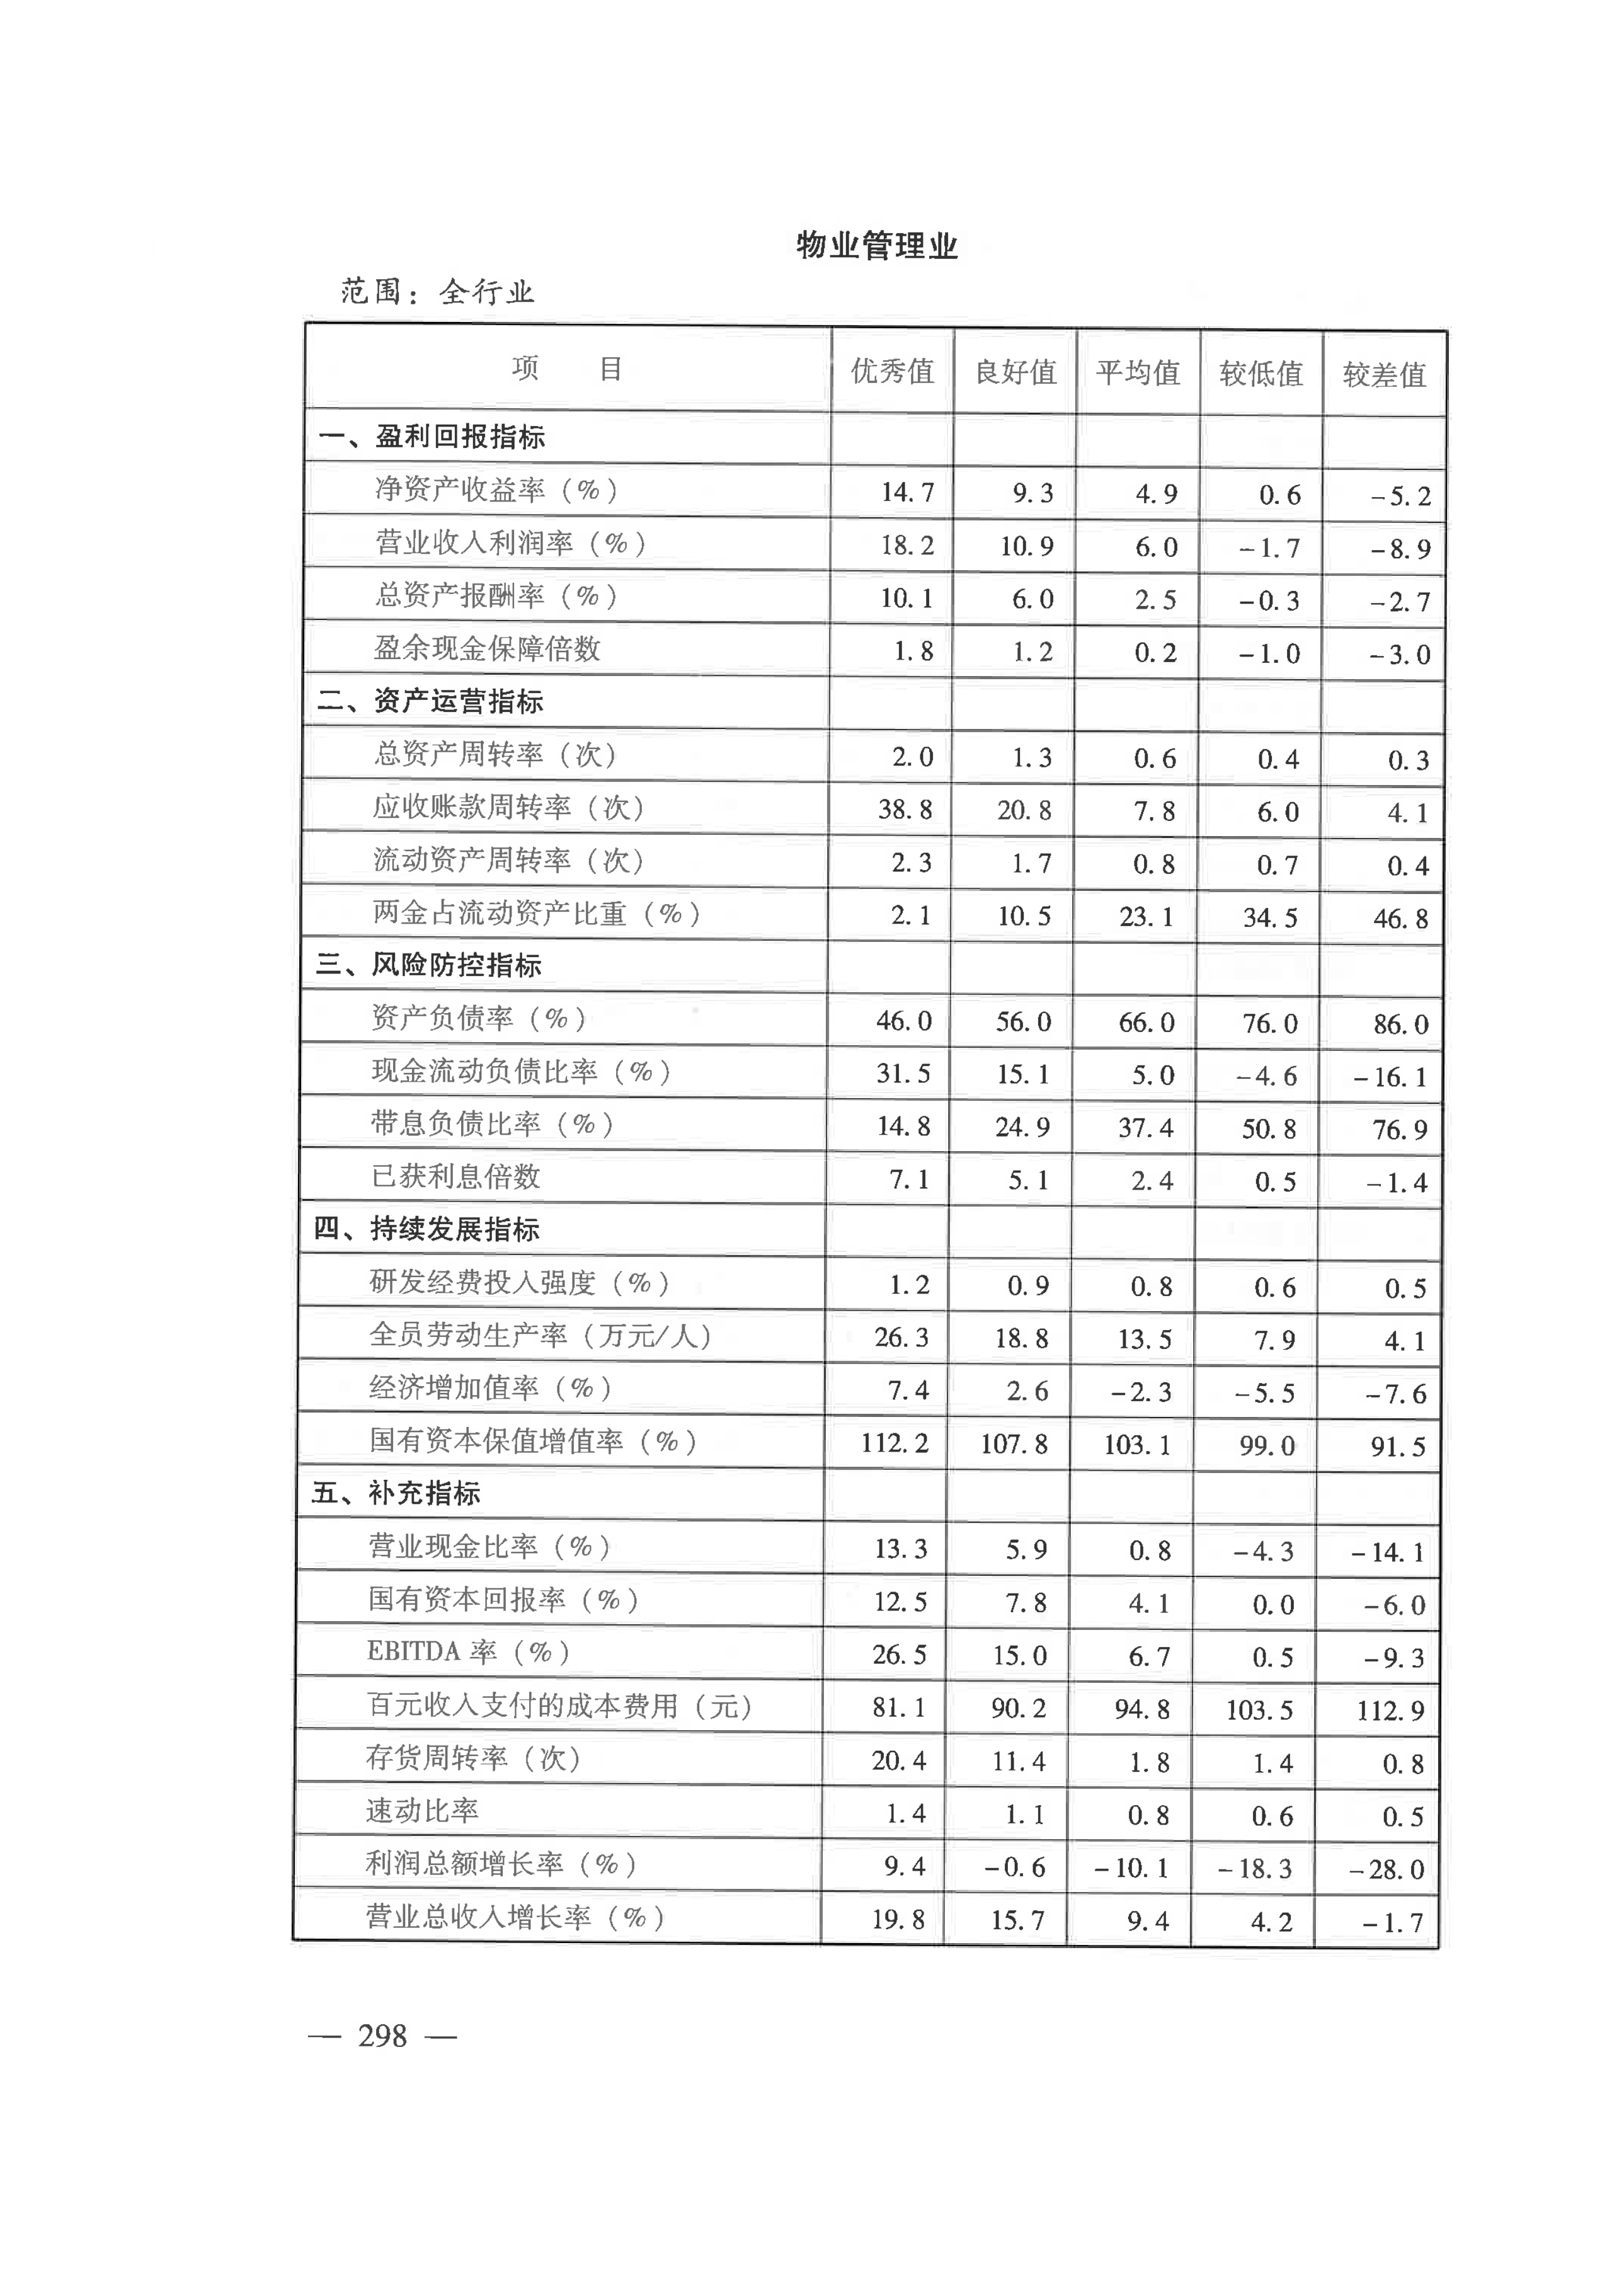 物业管理业
范围：全行业
项 目 优秀值 良好值 平均值 较低值 较差值
一、盈利回报指标
净资产收益率（%） 14.7 9.3 4.9 0.6 -5.2
营业收入利润率（%） 18.2 10.9 6.0 -1.7 -8.9
总资产报酬率（%） 10.1 6.0 2.5 -0.3 -2.7
盈余现金保障倍数 1.8 1.2 0.2 -1.0 -3.0
二、资产运营指标
总资产周转率（次） 2.0 1.3 0.6 0.4 0.3
应收账款周转率（次） 38.8 20.8 7.8 6.0 4.1
流动资产周转率（次） 2.3 1.7 0.8 0.7 0.4
两金占流动资产比重（%） 2.1 10.5 23.1 34.5 46.8
三、风险防控指标
资产负债率（%） 46.0 56.0 66.0 76.0 86.0
现金流动负债比率（%） 31.5 15.1 5.0 -4.6 -16.1
带息负债比率（%） 14.8 24.9 37.4 50.8 76.9
已获利息倍数 7.1 5.1 2.4 0.5 -1.4
四、持续发展指标
研发经费投入强度（%） 1.2 0.9 0.8 0.6 0.5
全员劳动生产率（万元/人） 26.3 18.8 13.5 7.9 4.1
经济增加值率（%） 7.4 2.6 -2.3 -5.5 -7.6
国有资本保值增值率（%） 112.2 107.8 103.1 99.0 91.5
五、补充指标
营业现金比率（%） 13.3 5.9 0.8 -4.3 -14.1
国有资本回报率（%） 12.5 7.8 4.1 0.0 -6.0
EBITDA 率（%） 26.5 15.0 6.7 0.5 -9.3
百元收入支付的成本费用（元） 81.1 90.2 94.8 103.5 112.9
存货周转率（次） 20.4 11.4 1.8 1.4 0.8
速动比率 1.4 1.1 0.8 0.6 0.5
利润总额增长率（%） 9.4 -0.6 -10.1 -18.3 -28.0
营业总收入增长率（%） 19.8 15.7 9.4 4.2 -1.7
— 298 —